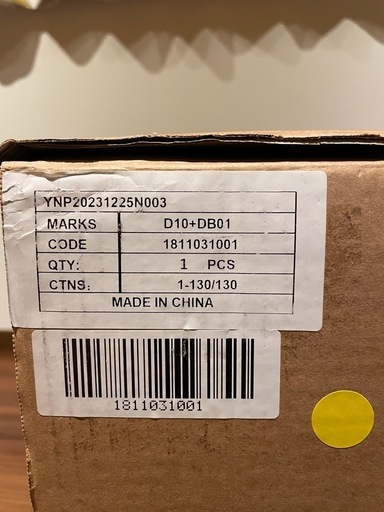 YNP20231225N003
MARKS D10+DB01
CODE 1811031001
QTY: 1 PCS
CTNS: 1-130/130
MADE IN CHINA
1811031001